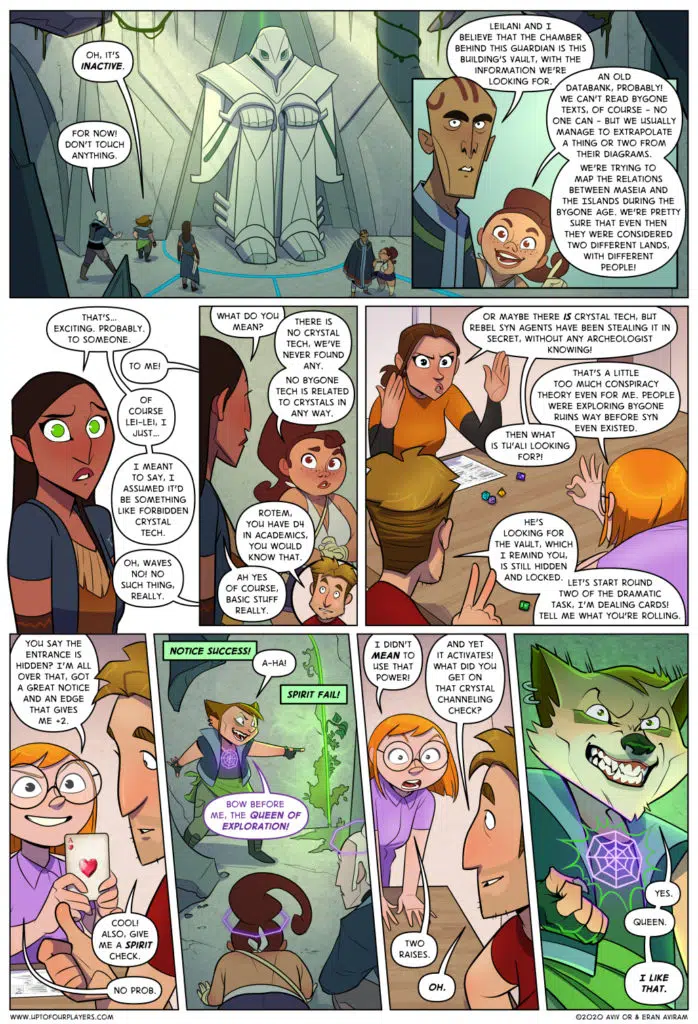 OH, IT'S
INACTIVE.
FOR NOW!
DON'T TOUCH
ANYTHING.
LEILANI AND I
BELIEVE THAT THE CHAMBER
BEHIND THIS GUARDIAN IS THIS
BUILDING'S VAULT, WITH THE
INFORMATION WE'RE
LOOKING FOR.
AN OLD
DATABANK, PROBABLY!
WE CAN'T READ BYGONE
TEXTS, OF COURSE - NO
ONE CAN - BUT WE USUALLY
MANAGE TO EXTRAPOLATE
A THING OR TWO FROM
THEIR DIAGRAMS.
WE'RE TRYING TO
MAP THE RELATIONS
BETWEEN MASEIA AND
THE ISLANDS DURING THE
BYGONE AGE. WE'RE PRETTY
SURE THAT EVEN THEN
THEY WERE CONSIDERED
TWO DIFFERENT LANDS,
WITH DIFFERENT
PEOPLE!
THAT'S...
EXCITING. PROBABLY.
TO SOMEONE.
TO ME!
OF
COURSE
LEI-LEI, I
JUST...
I MEANT
TO SAY, I
ASSUMED IT'D
BE SOMETHING
LIKE FORBIDDEN
CRYSTAL
TECH.
OH, WAVES
NO! NO
SUCH THING,
REALLY.
WHAT DO YOU
MEAN?
THERE IS
NO CRYSTAL
TECH, WE'VE
NEVER FOUND
ANY.
NO BYGONE
TECH IS RELATED
TO CRYSTALS IN
ANY WAY.
ROTEM,
YOU HAVE D4
IN ACADEMICS,
YOU WOULD
KNOW THAT.
AH YES
OF COURSE,
BASIC STUFF
REALLY.
OR MAYBE THERE IS CRYSTAL TECH, BUT
REBEL SYN AGENTS HAVE BEEN STEALING IT IN
SECRET, WITHOUT ANY ARCHEOLOGIST
KNOWING!
THAT'S A LITTLE
TOO MUCH CONSPIRACY
THEORY EVEN FOR ME. PEOPLE
WERE EXPLORING BYGONE
RUINS WAY BEFORE SYN
EVEN EXISTED.
THEN WHAT
IS TU'ALI LOOKING
FOR?!
HE'S
LOOKING FOR
THE VAULT, WHICH
I REMIND YOU,
IS STILL HIDDEN
AND LOCKED.
LET'S START ROUND
TWO OF THE DRAMATIC
TASK, I'M DEALING CARDS!
TELL ME WHAT YOU'RE ROLLING.
YOU SAY THE
ENTRANCE IS
HIDDEN? I'M ALL
OVER THAT, GOT
A GREAT NOTICE
AND AN EDGE
THAT GIVES
ME +2.
COOL!
ALSO, GIVE
ME A SPIRIT
CHECK.
NO PROB.
NOTICE SUCCESS!
A-HA!
SPIRIT FAIL!
BOW BEFORE
ME, THE QUEEN OF
EXPLORATION!
I DIDN'T
MEAN TO
USE THAT
POWER!
AND YET
IT ACTIVATES!
WHAT DID YOU
GET ON
THAT CRYSTAL
CHANNELING
CHECK?
TWO
RAISES.
OH.
YES.
QUEEN.
I LIKE
THAT.
WWW.UPTOFOURPLAYERS.COM
©2020 AVIV OR & ERAN AVIRAM